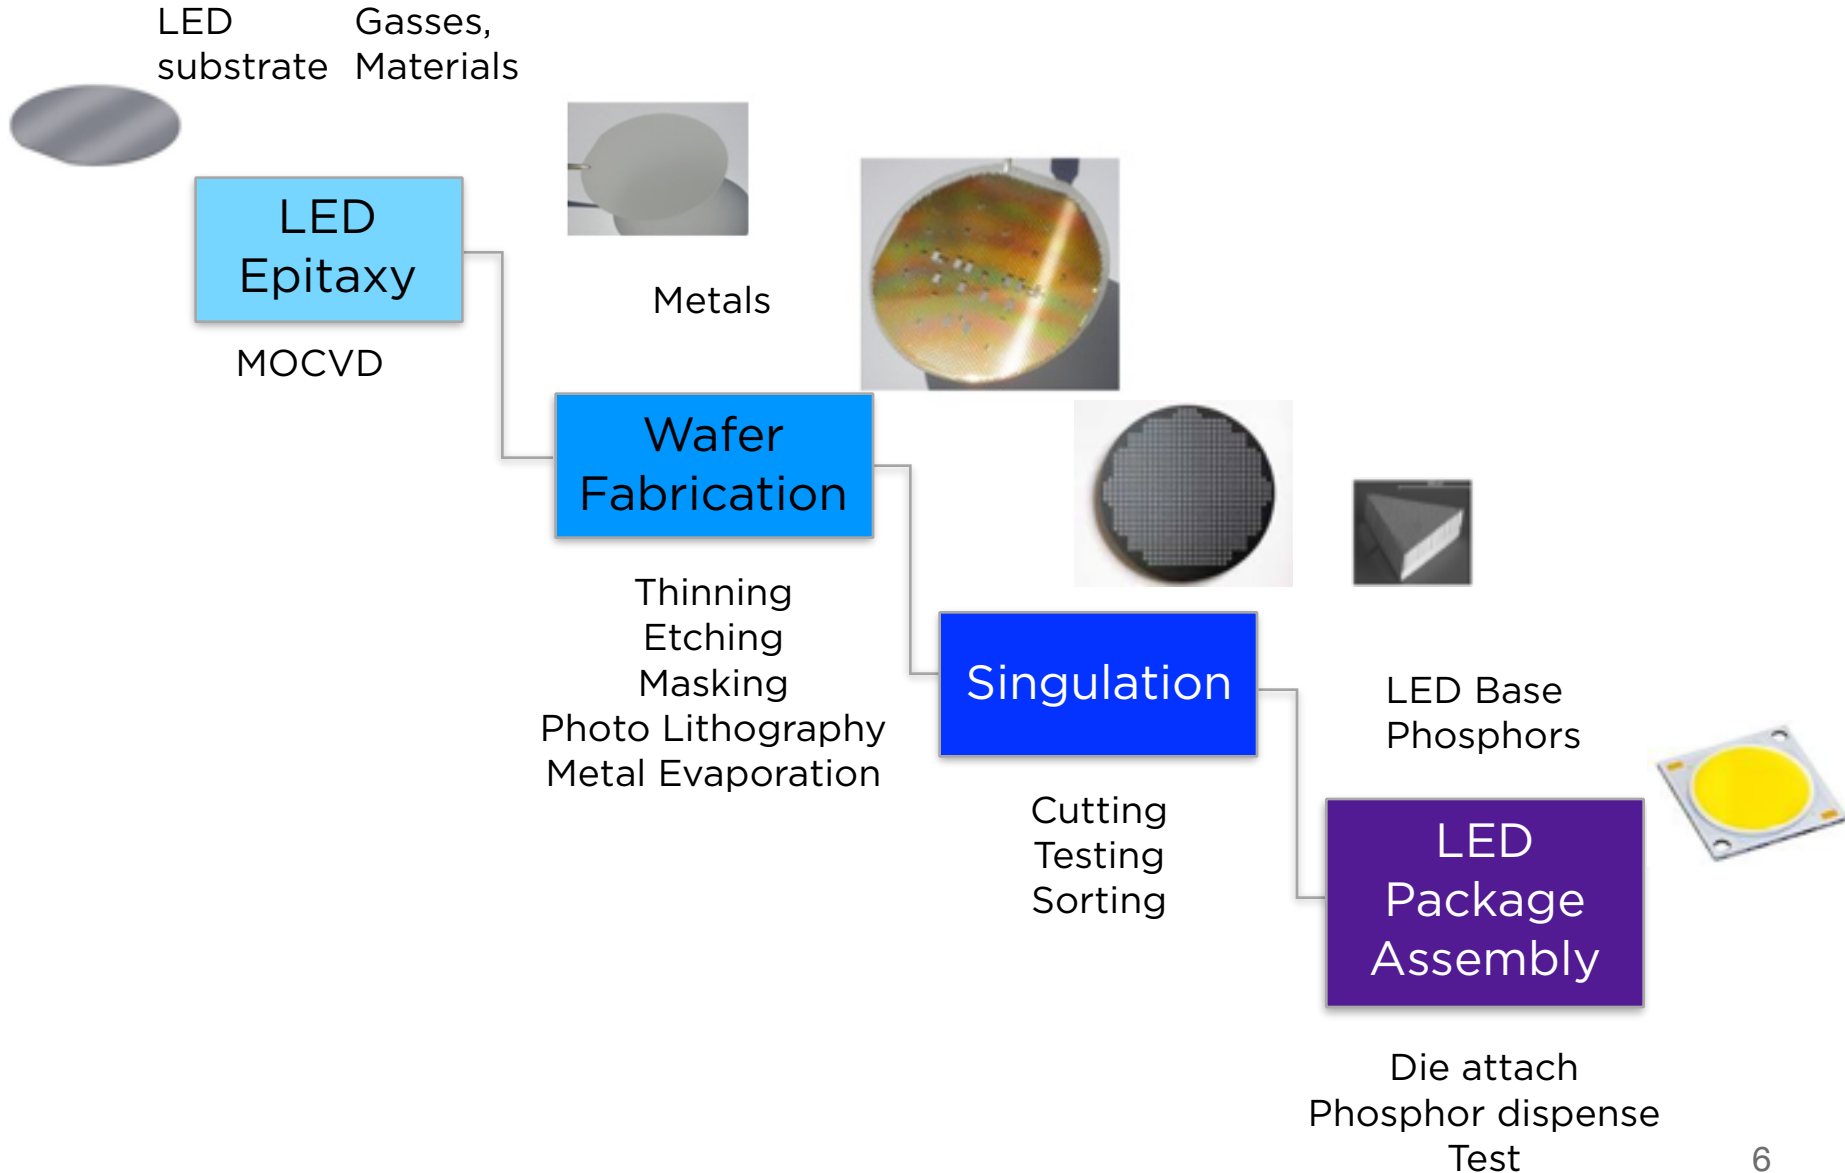 LED
substrate
Gasses,
Materials
LED
Epitaxy
MOCVD
Metals
Wafer
Fabrication
Thinning
Etching
Masking
Photo Lithography
Metal Evaporation
Singulation
Cutting
Testing
Sorting
LED Base
Phosphors
LED
Package
Assembly
Die attach
Phosphor dispense
Test
6